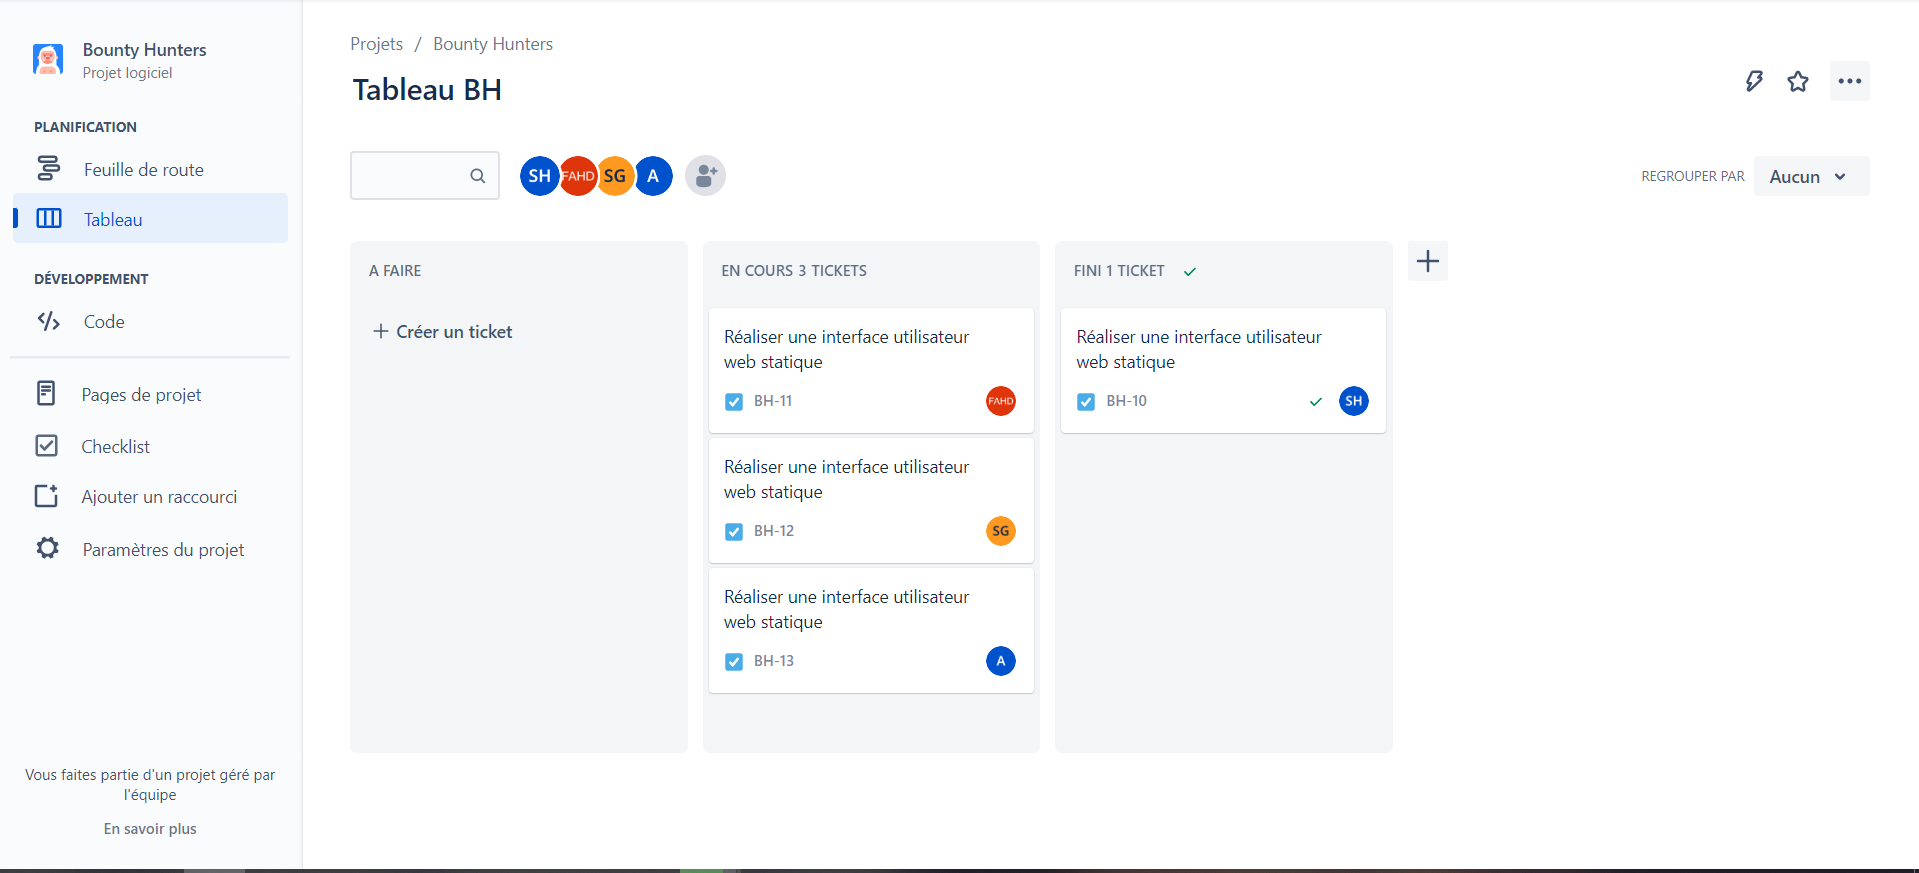 Bounty Hunters
Projet logiciel
PLANIFICATION
Feuille de route
Tableau
DÉVELOPPEMENT
Code
Pages de projet
Checklist
Ajouter un raccourci
Paramètres du projet
Vous faites partie d'un projet géré par
l'équipe
En savoir plus
Projets / Bounty Hunters
Tableau BH
SH FAHD SG A
REGROUPER PAR Aucun
A FAIRE
Créer un ticket
EN COURS 3 TICKETS
Réaliser une interface utilisateur
web statique
BH-11 FAHD
Réaliser une interface utilisateur
web statique
BH-12 SG
Réaliser une interface utilisateur
web statique
BH-13 A
FINI 1 TICKET
Réaliser une interface utilisateur
web statique
BH-10 SH